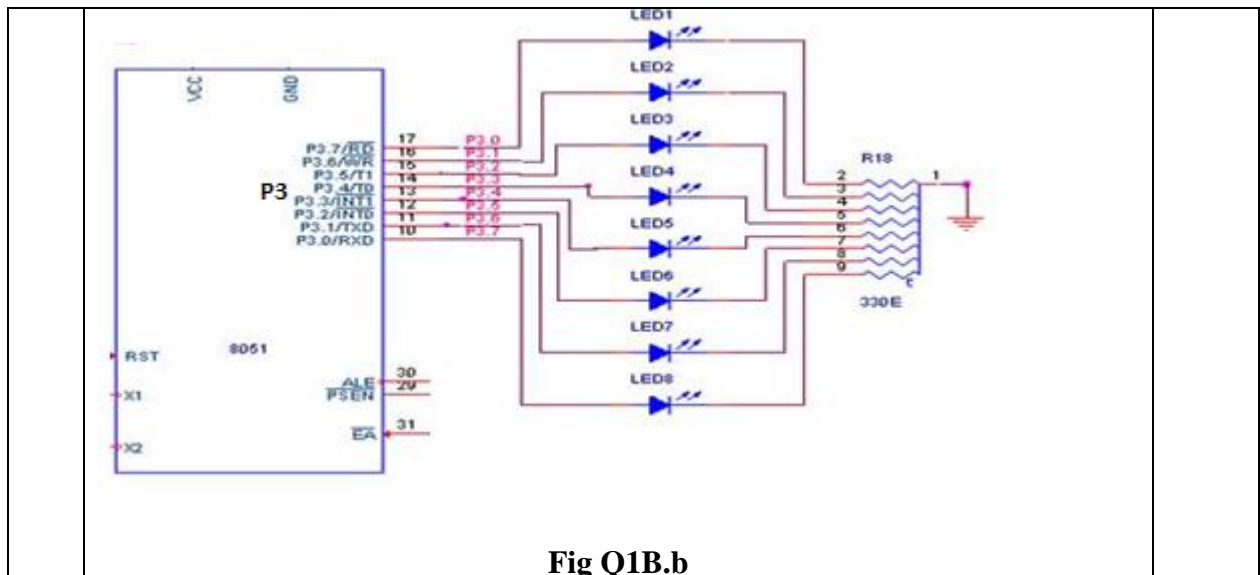 LED1
LED2
LED3
LED4
LED5
LED6
LED7
LED8
VCC
GND
P3
P3.7/RD 17 P3.0
P3.6/WR 16 P3.1
P3.5/T1 15 P3.2
P3.4/T0 14 P3.3
P3.3/INT1 13 P3.4
P3.2/INT0 12 P3.5
P3.1/TXD 11 P3.6
P3.0/RXD 10 P3.7
R18
1
2
3
4
5
6
7
8
9
C
330E
8051
RST
X1
X2
ALE 30
PSEN 29
EA 31
Fig Q1B.b